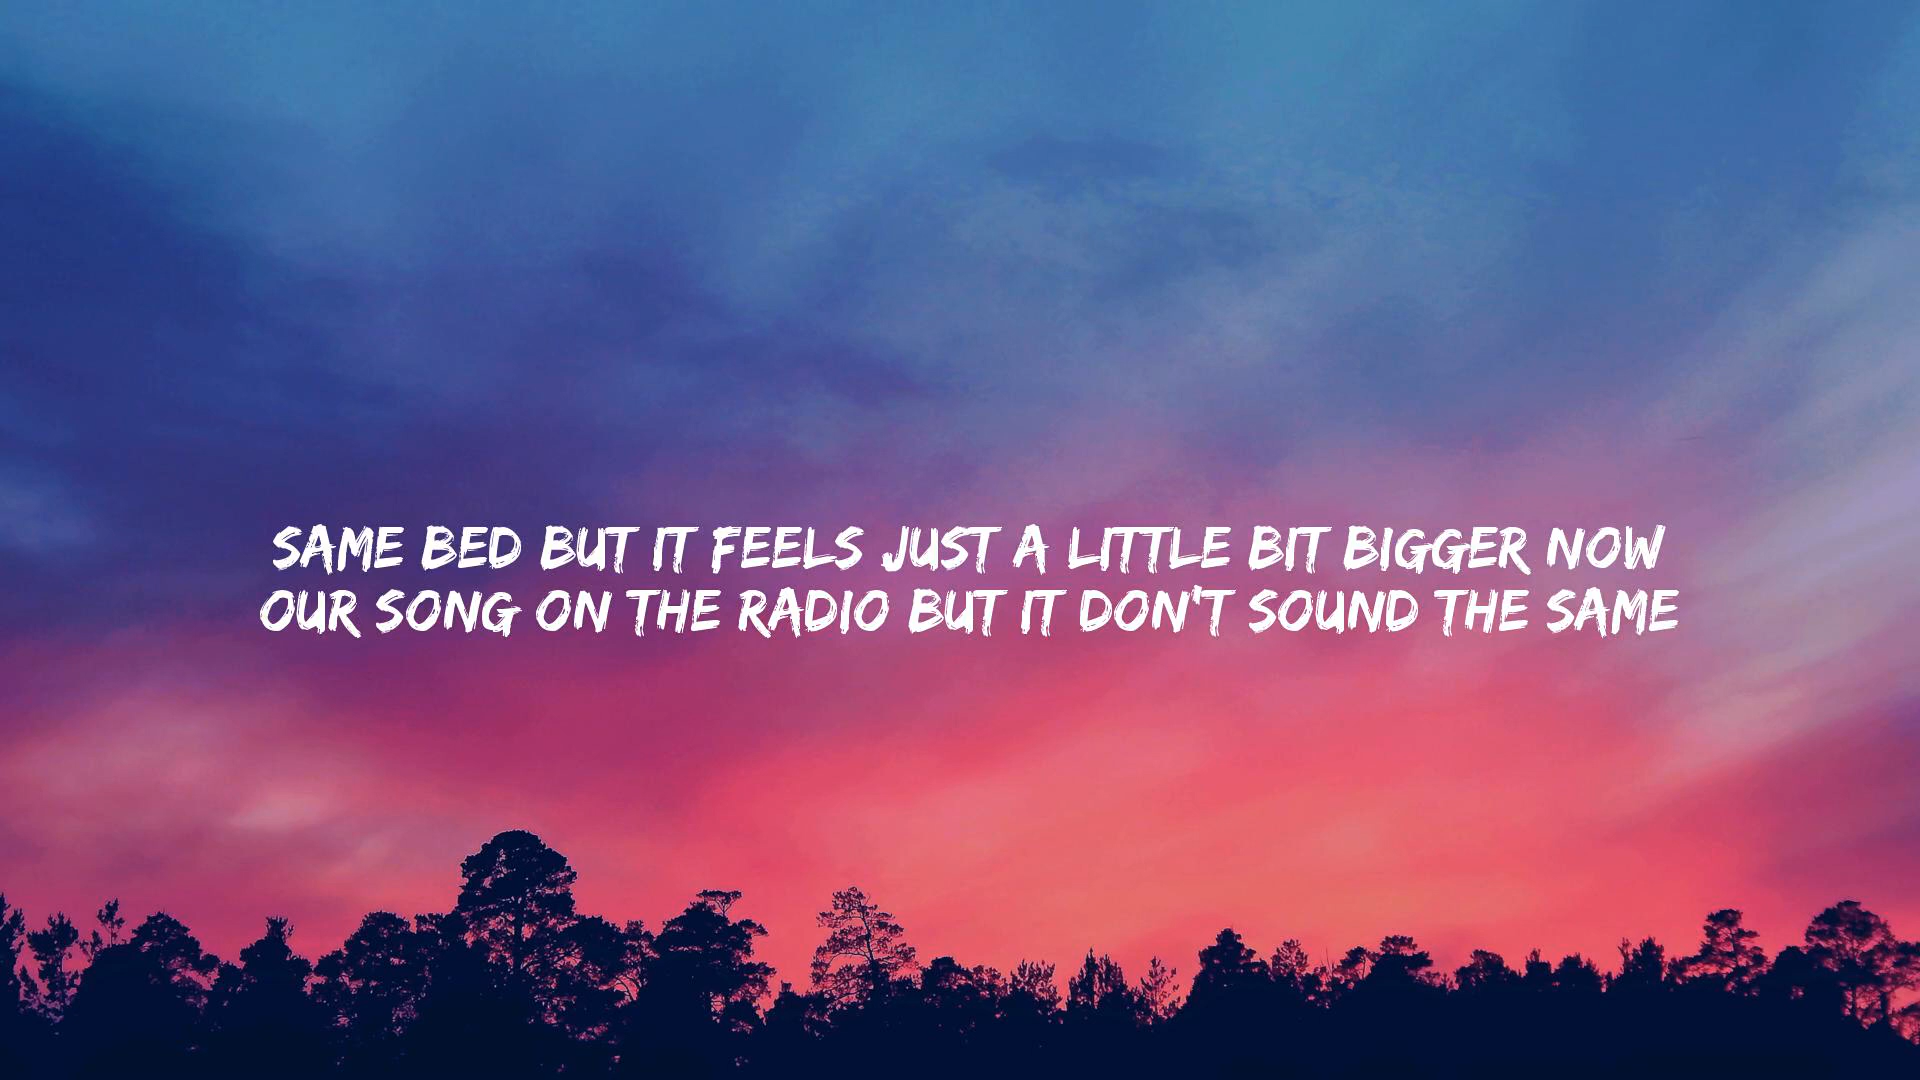 SAME BED BUT IT FEELS JUST A LITTLE BIT BIGGER NOW
OUR SONG ON THE RADIO BUT IT DON'T SOUND THE SAME